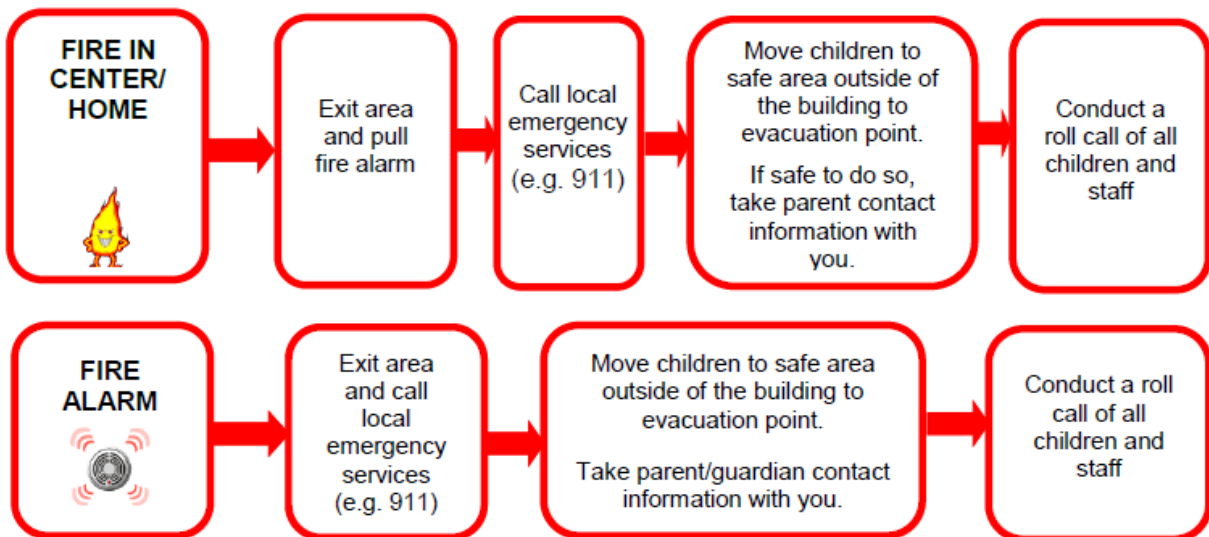 FIRE IN
CENTER/
HOME
Exit area
and pull
fire alarm
Call local
emergency
services
(e.g. 911)
Move children to
safe area outside of
the building to
evacuation point.
If safe to do so,
take parent contact
information with
you.
Conduct a
roll call of all
children and
staff
FIRE
ALARM
Exit area
and call
local
emergency
services
(e.g. 911)
Move children to safe area
outside of the building to
evacuation point.
Take parent/guardian contact
information with you.
Conduct a roll
call of all
children and
staff